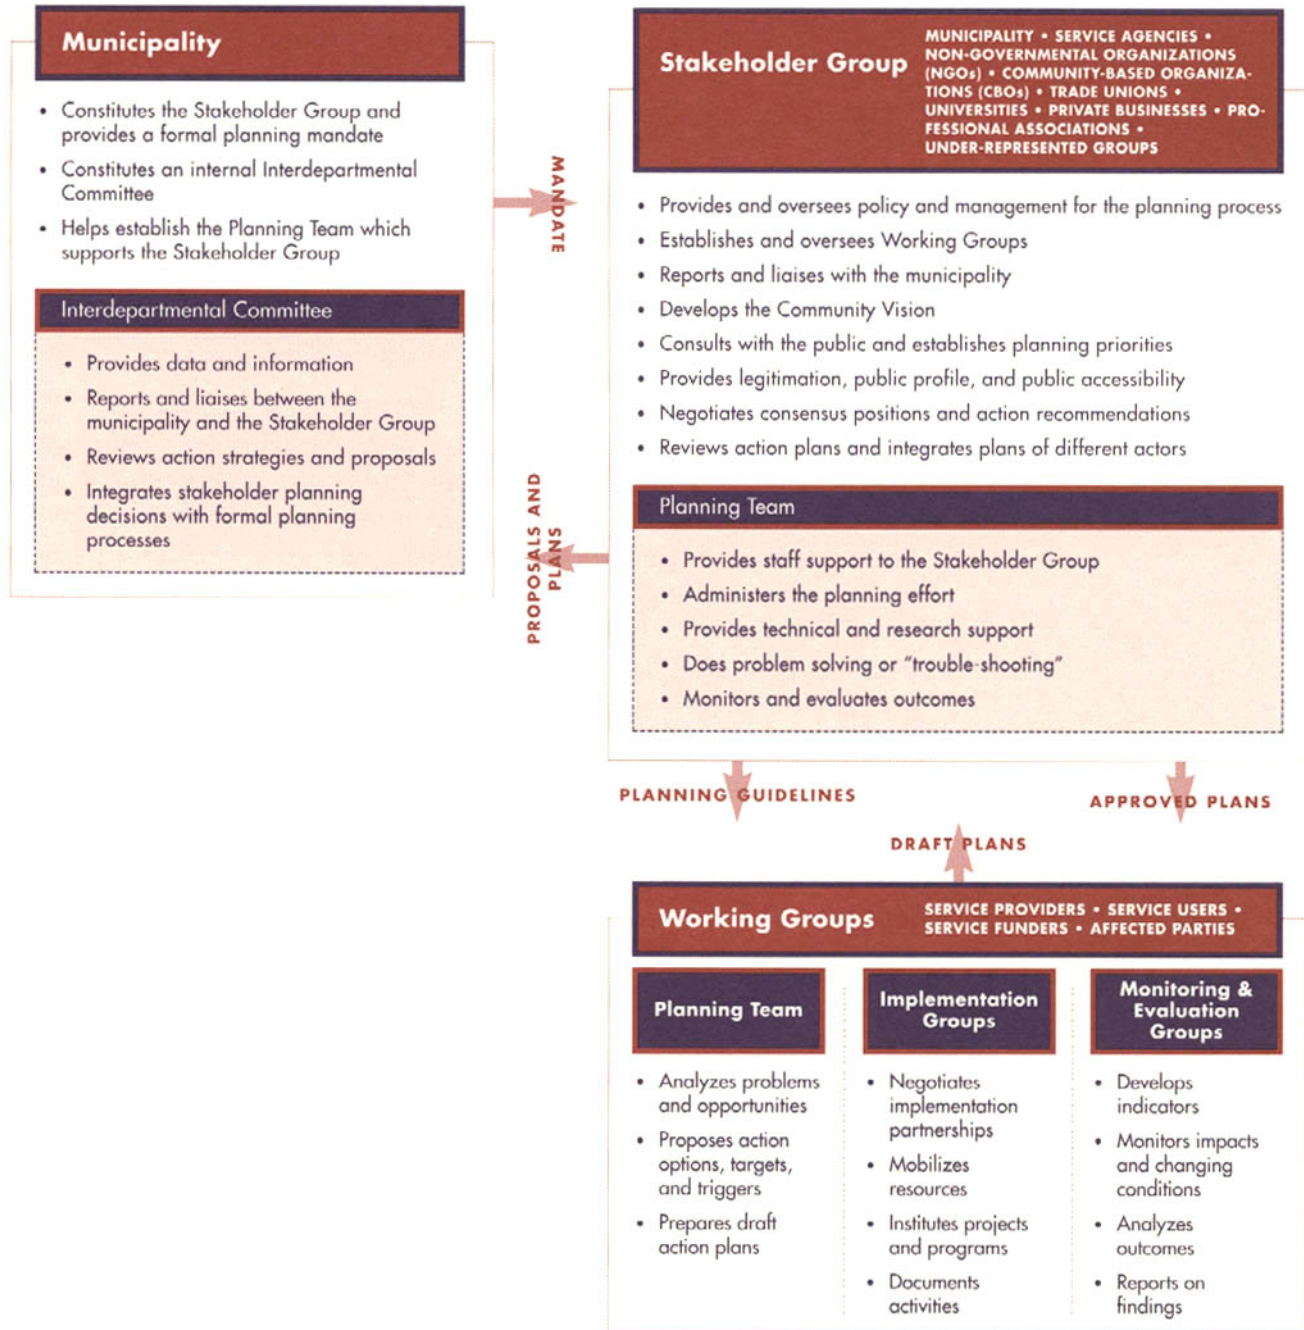 Municipality
• Constitutes the Stakeholder Group and
provides a formal planning mandate
• Constitutes an internal Interdepartmental
Committee
• Helps establish the Planning Team which
supports the Stakeholder Group
Interdepartmental Committee
• Provides data and information
• Reports and liaises between the
municipality and the Stakeholder Group
• Reviews action strategies and proposals
• Integrates stakeholder planning
decisions with formal planning
processes
MANDATE
PROPOSALS AND
PLANS
Stakeholder Group
MUNICIPALITY • SERVICE AGENCIES •
NON-GOVERNMENTAL ORGANIZATIONS
(NGOs) • COMMUNITY-BASED ORGANIZA-
TIONS (CBOs) • TRADE UNIONS •
UNIVERSITIES • PRIVATE BUSINESSES • PRO-
FESSIONAL ASSOCIATIONS •
UNDER-REPRESENTED GROUPS
• Provides and oversees policy and management for the planning process
• Establishes and oversees Working Groups
• Reports and liaises with the municipality
• Develops the Community Vision
• Consults with the public and establishes planning priorities
• Provides legitimation, public profile, and public accessibility
• Negotiates consensus positions and action recommendations
• Reviews action plans and integrates plans of different actors
Planning Team
• Provides staff support to the Stakeholder Group
• Administers the planning effort
• Provides technical and research support
• Does problem solving or “trouble-shooting”
• Monitors and evaluates outcomes
PLANNING GUIDELINES
APPROVED PLANS
DRAFT PLANS
Working Groups
SERVICE PROVIDERS • SERVICE USERS •
SERVICE FUNDERS • AFFECTED PARTIES
Planning Team
• Analyzes problems
and opportunities
• Proposes action
options, targets,
and triggers
• Prepares draft
action plans
Implementation
Groups
• Negotiates
implementation
partnerships
• Mobilizes
resources
• Institutes projects
and programs
• Documents
activities
Monitoring &
Evaluation
Groups
• Develops
indicators
• Monitors impacts
and changing
conditions
• Analyzes
outcomes
• Reports on
findings